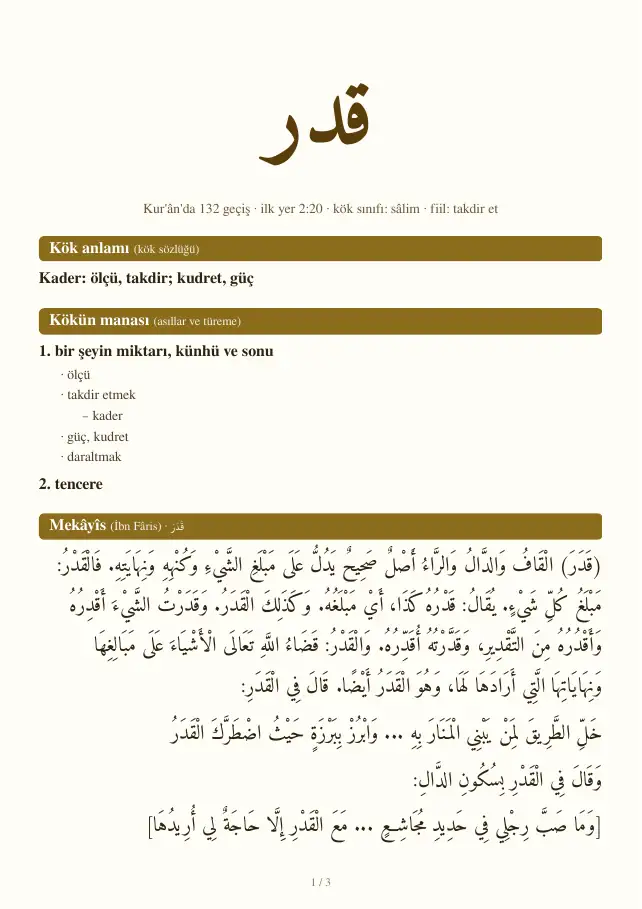 قدر
Kur'ân'da 132 geçiş · ilk yer 2:20 · kök sınıfı: sâlim · fiil: takdir et
Kök anlamı (kök sözlüğü)
Kader: ölçü, takdir; kudret, güç
Kökün manası (asıllar ve türeme)
1. bir şeyin miktarı, künhü ve sonu
· ölçü
· takdir etmek
– kader
· güç, kudret
· daraltmak
2. tencere
Mekâyîs (İbn Fâris) · قَدَرَ
(قَدَرَ) الْقَافُ وَالدَّالُ وَالرَّاءُ أَصْلٌ صَحِيحٌ يَدُلُّ عَلَى مَبْلَغِ الشَّيْءِ وَكُنْهِهِ وَنِهَايَتِهِ. فَالْقَدْرُ:
مَبْلَغُ كُلِّ شَيْءٍ. يُقَالُ: قَدْرُهُ كَذَا، أَيْ مَبْلَغُهُ. وَكَذَلِكَ الْقَدَرُ. وَقَدَرْتُ الشَّيْءَ أَقْدِرُهُ
وَأَقْدُرُهُ مِنَ التَّقْدِيرِ، وَقَدَّرْتُهُ أُقَدِّرُهُ. وَالْقَدْرُ: قَضَاءُ اللَّهِ تَعَالَى الْأَشْيَاءَ عَلَى مَبَالِغِهَا
وَنِهَايَاتِهَا الَّتِي أَرَادَهَا لَهَا، وَهُوَ الْقَدَرُ أَيْضًا. قَالَ فِي الْقَدَرِ:
خَلِّ الطَّرِيقَ لِمَنْ يَبْنِي الْمَنَارَ بِهِ ... وَابْرُزْ بِبَرْزَةٍ حَيْثُ اضْطَرَّكَ الْقَدَرُ
وَقَالَ فِي الْقَدْرِ بِسُكُونِ الدَّالِ:
[وَمَا صَبَّ رِجْلِي فِي حَدِيدِ مُجَاشِعٍ ... مَعَ الْقَدْرِ إِلَّا حَاجَةٌ لِي أُرِيدُهَا]
1 / 3